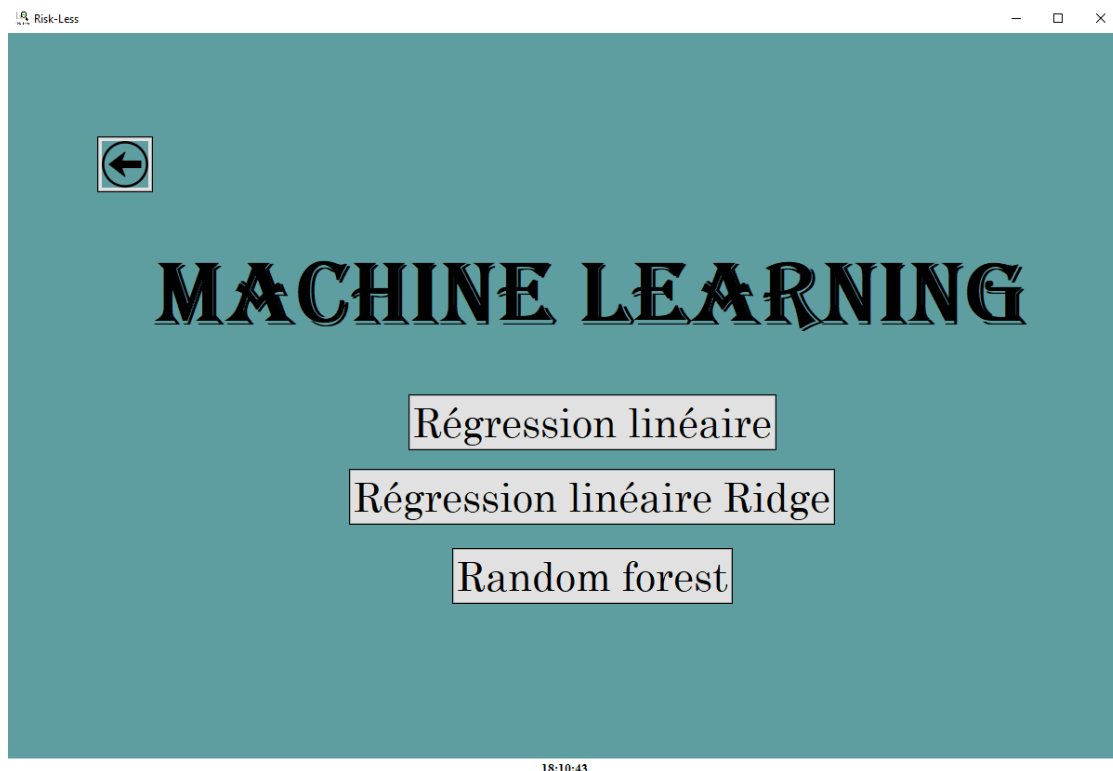 Risk-Less
MACHINE LEARNING
Régression linéaire
Régression linéaire Ridge
Random forest
18:10:43